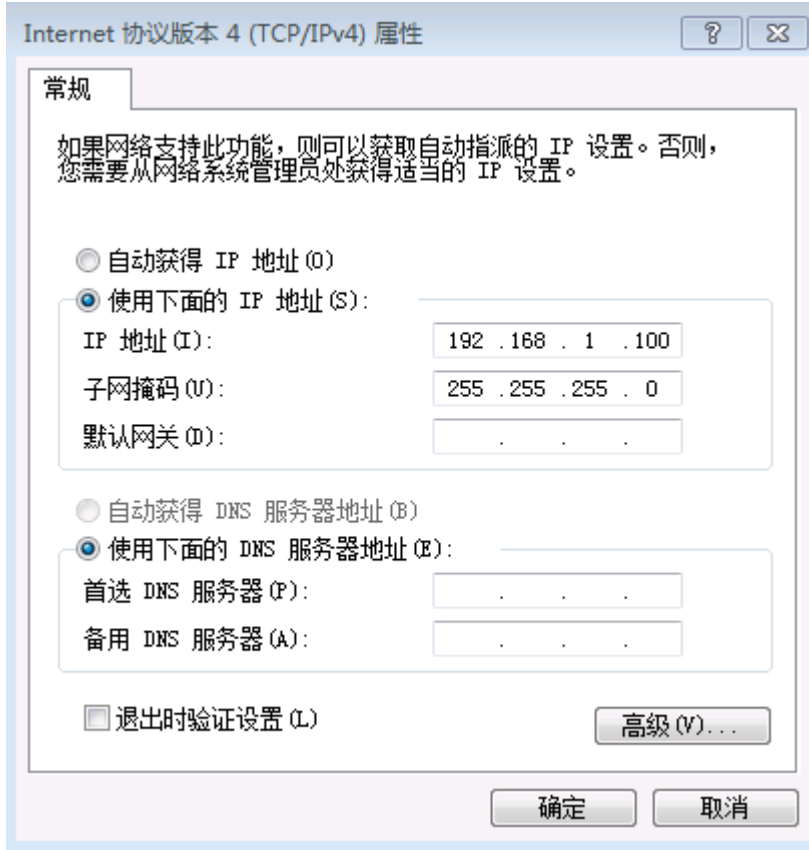 Internet 协议版本 4 (TCP/IPv4) 属性
常规
如果网络支持此功能，则可以获取自动指派的 IP 设置。否则，
您需要从网络系统管理员处获得适当的 IP 设置。
自动获得 IP 地址(O)
使用下面的 IP 地址(S):
IP 地址(I): 192 .168 . 1 .100
子网掩码(U): 255 .255 .255 . 0
默认网关(D): . . .
自动获得 DNS 服务器地址(B)
使用下面的 DNS 服务器地址(E):
首选 DNS 服务器(P): . . .
备用 DNS 服务器(A): . . .
退出时验证设置(L)
高级(V)...
确定 取消